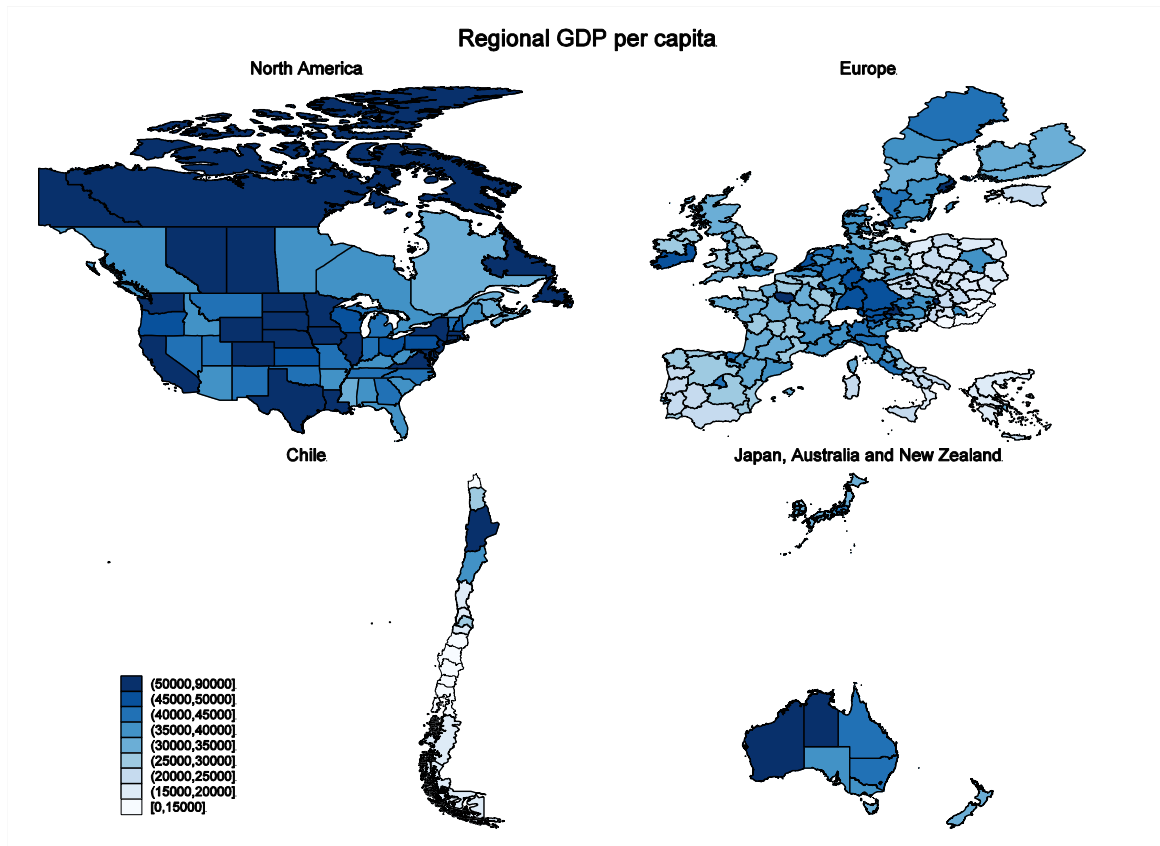 Regional GDP per capita
North America
Europe
Chile
Japan, Australia and New Zealand
(50000,90000]
(45000,50000]
(40000,45000]
(35000,40000]
(30000,35000]
(25000,30000]
(20000,25000]
(15000,20000]
[0,15000]